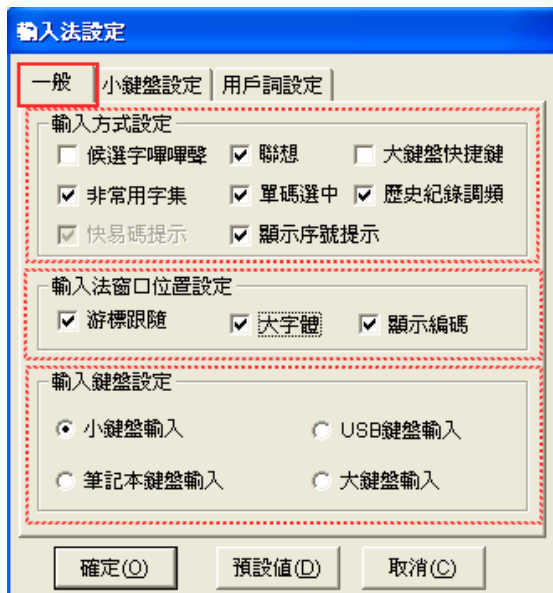 輸入法設定
一般 小鍵盤設定 用戶詞設定
輸入方式設定
候選字嗶嗶聲 聯想 大鍵盤快捷鍵
非常用字集 單碼選中 歷史紀錄調頻
快易碼提示 顯示序號提示
輸入法窗口位置設定
游標跟隨 大字體 顯示編碼
輸入鍵盤設定
小鍵盤輸入 USB鍵盤輸入
筆記本鍵盤輸入 大鍵盤輸入
確定(O) 預設值(D) 取消(C)